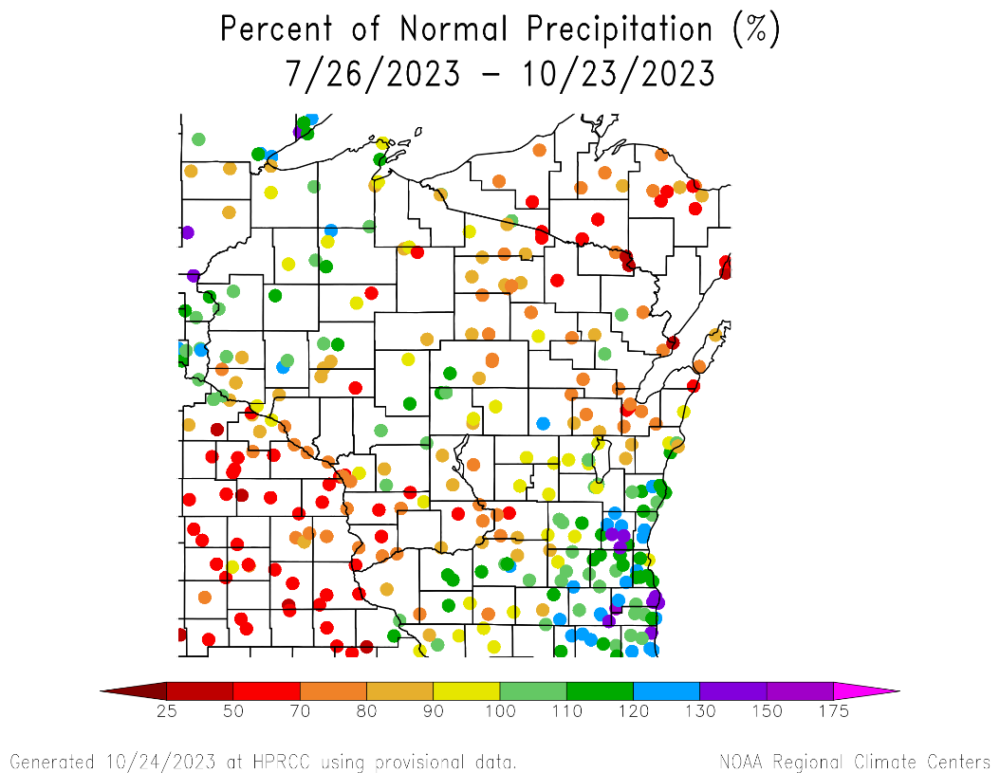 Percent of Normal Precipitation (%)
7/26/2023 – 10/23/2023
25 50 70 80 90 100 110 120 130 150 175
Generated 10/24/2023 at HPRCC using provisional data. NOAA Regional Climate Centers